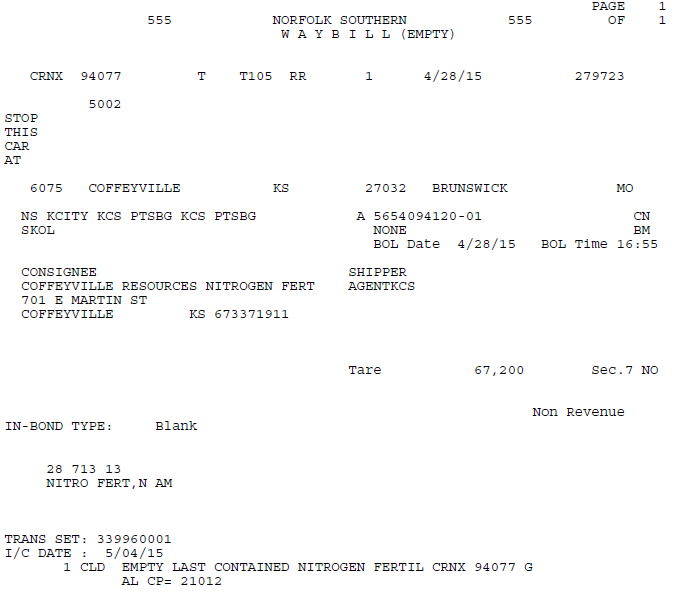 PAGE 1
555 NORFOLK SOUTHERN 555 OF 1
W A Y B I L L (EMPTY)
CRNX 94077 T T105 RR 1 4/28/15 279723
5002
STOP
THIS
CAR
AT
6075 COFFEYVILLE KS 27032 BRUNSWICK MO
NS KCITY KCS PTSBG KCS PTSBG A 5654094120-01 CN
SKOL NONE BM
BOL Date 4/28/15 BOL Time 16:55
CONSIGNEE SHIPPER
COFFEYVILLE RESOURCES NITROGEN FERT AGENTKCS
701 E MARTIN ST
COFFEYVILLE KS 673371911
Tare 67,200 Sec.7 NO
Non Revenue
IN-BOND TYPE: Blank
28 713 13
NITRO FERT,N AM
TRANS SET: 339960001
I/C DATE : 5/04/15
1 CLD EMPTY LAST CONTAINED NITROGEN FERTIL CRNX 94077 G
AL CP= 21012